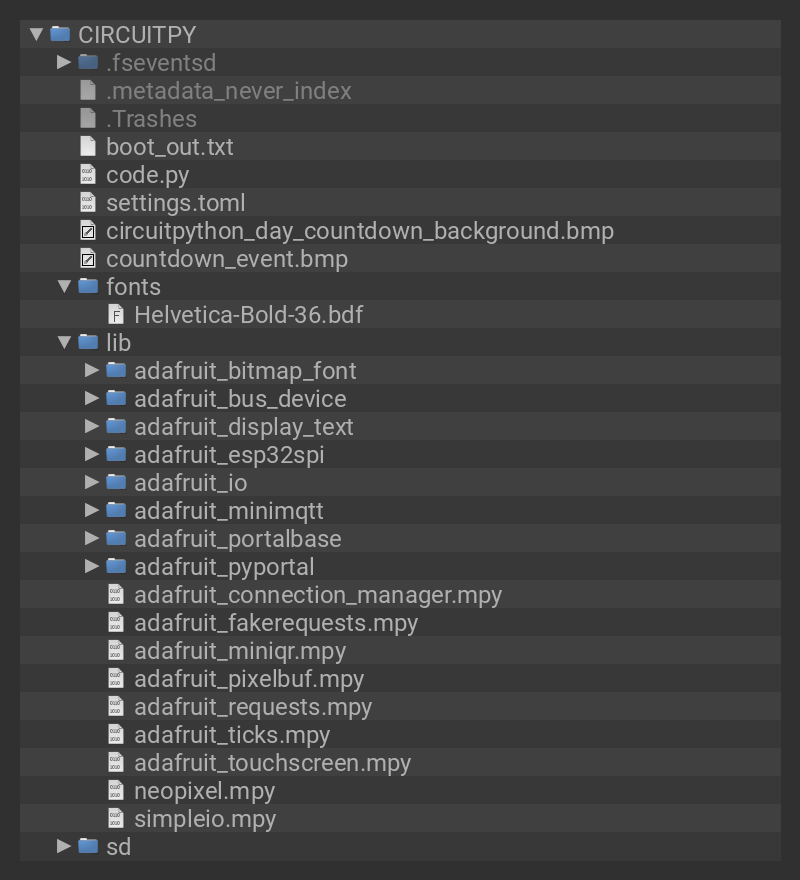 CIRCUITPY
.fseventsd
.metadata_never_index
.Trashes
boot_out.txt
code.py
settings.toml
circuitpython_day_countdown_background.bmp
countdown_event.bmp
fonts
Helvetica-Bold-36.bdf
lib
adafruit_bitmap_font
adafruit_bus_device
adafruit_display_text
adafruit_esp32spi
adafruit_io
adafruit_minimqtt
adafruit_portalbase
adafruit_pyportal
adafruit_connection_manager.mpy
adafruit_fakerequests.mpy
adafruit_miniqr.mpy
adafruit_pixelbuf.mpy
adafruit_requests.mpy
adafruit_ticks.mpy
adafruit_touchscreen.mpy
neopixel.mpy
simpleio.mpy
sd